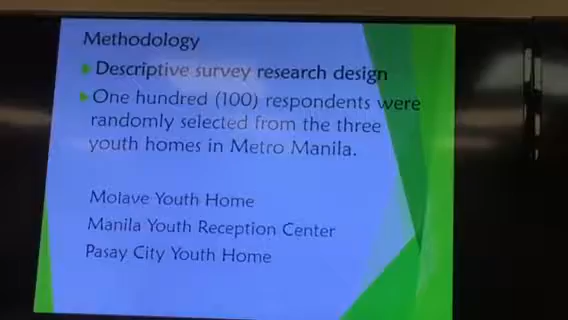 Methodology
Descriptive survey research design
One hundred (100) respondents were
randomly selected from the three
youth homes in Metro Manila.
Molave Youth Home
Manila Youth Reception Center
Pasay City Youth Home